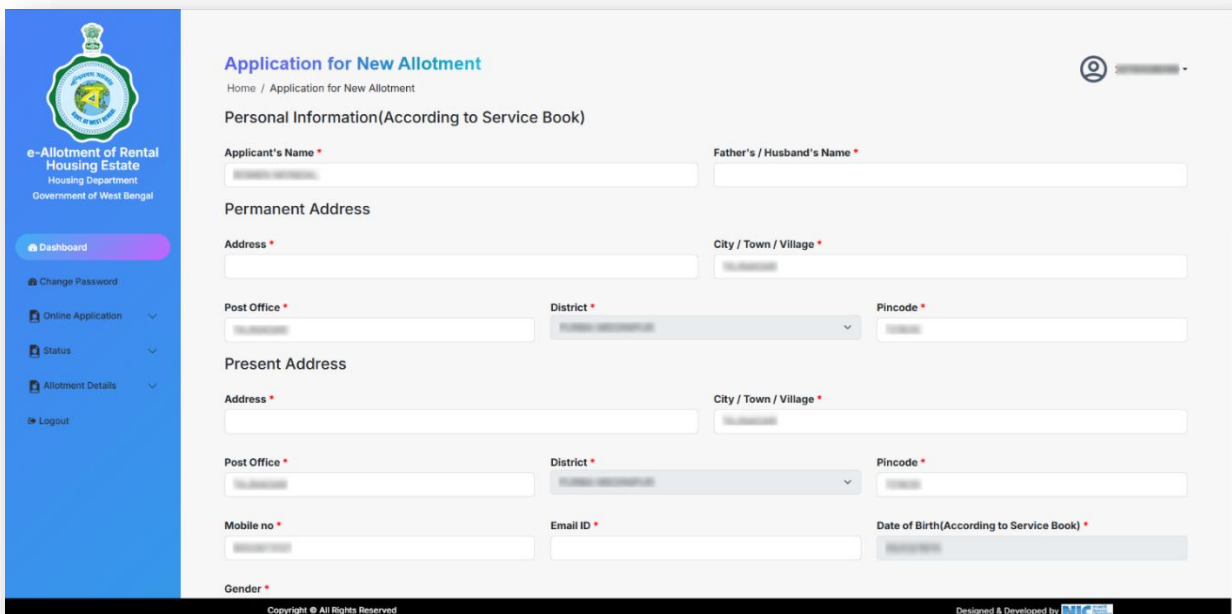 e-Allotment of Rental
Housing Estate
Housing Department
Government of West Bengal
Dashboard
Change Password
Online Application
Status
Allotment Details
Logout
Application for New Allotment
Home / Application for New Allotment
Personal Information(According to Service Book)
Applicant's Name *
Father's / Husband's Name *
Permanent Address
Address *
City / Town / Village *
Post Office *
District *
Pincode *
Present Address
Address *
City / Town / Village *
Post Office *
District *
Pincode *
Mobile no *
Email ID *
Date of Birth(According to Service Book) *
Gender *
Copyright © All Rights Reserved
Designed & Developed by NIC